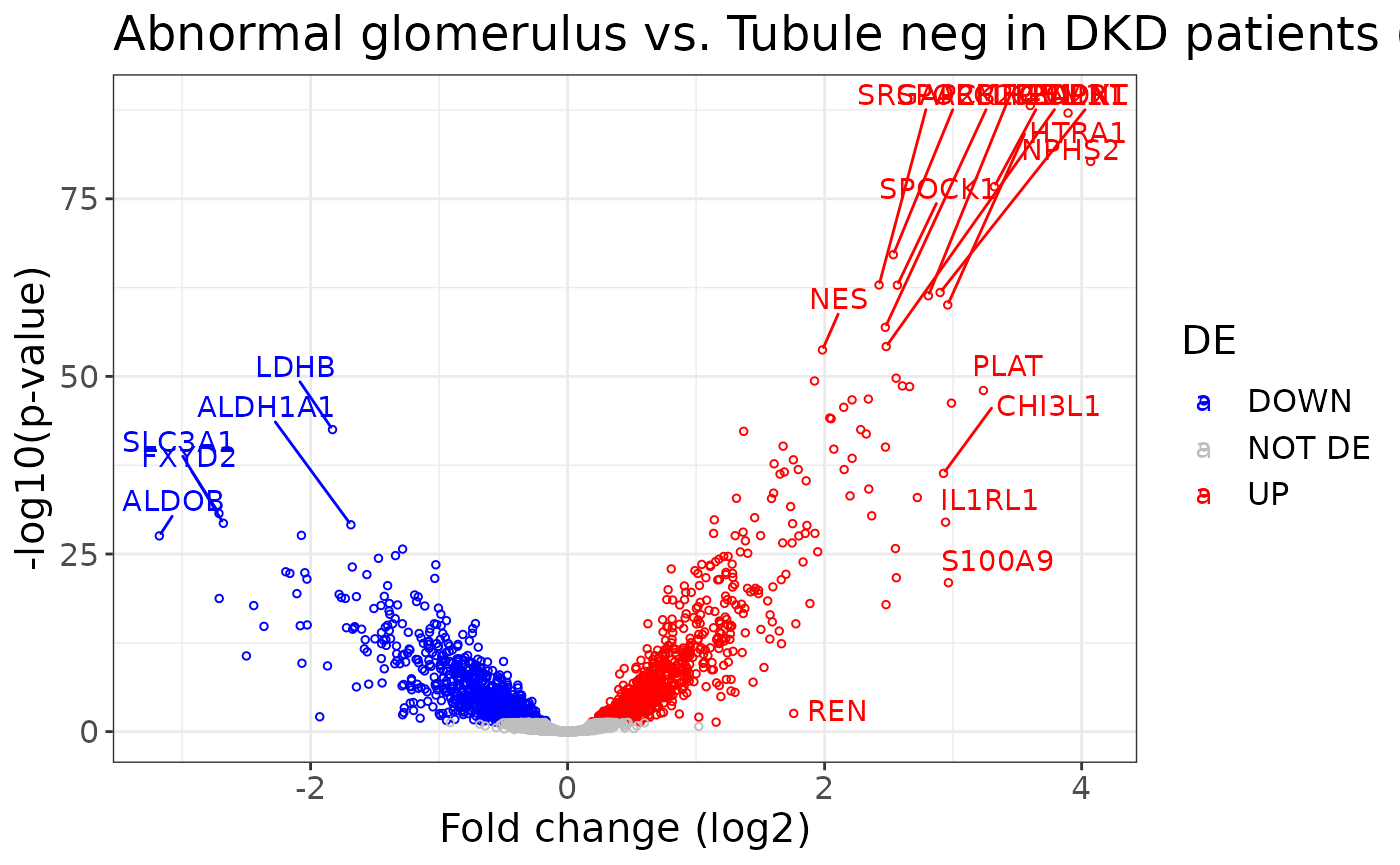 Abnormal glomerulus vs. Tubule neg in DKD patients (
HTRA1
NPHS2
SPOCK1
NES
LDHB
PLAT
ALDH1A1
CHI3L1
SLC3A1
FXYD2
ALDOB
IL1RL1
S100A9
REN
75
50
25
0
-2
0
2
4
-log10(p-value)
Fold change (log2)
DE
a DOWN
a NOT DE
a UP